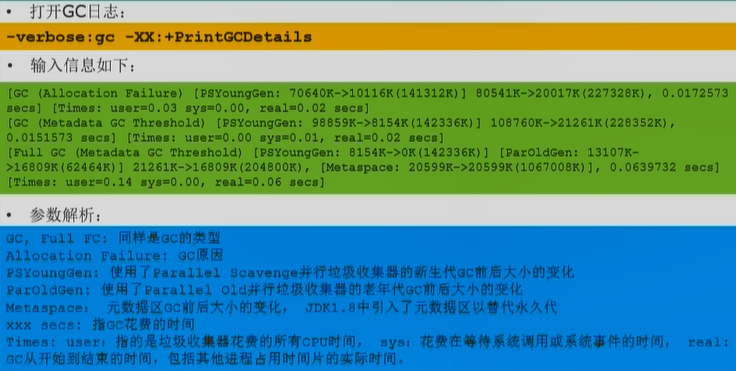 • 打开GC日志:
-verbose:gc -XX:+PrintGCDetails
• 输入信息如下:
[GC (Allocation Failure) [PSYoungGen: 70640K->10116K(141312K)] 80541K->20017K(227328K), 0.0172573
secs] [Times: user=0.03 sys=0.00, real=0.02 secs]
[GC (Metadata GC Threshold) [PSYoungGen: 98859K->8154K(142336K)] 108760K->21261K(228352K),
0.0151573 secs] [Times: user=0.00 sys=0.01, real=0.02 secs]
[Full GC (Metadata GC Threshold) [PSYoungGen: 8154K->0K(142336K)] [ParOldGen: 13107K-
>16809K(62464K)] 21261K->16809K(204800K), [Metaspace: 20599K->20599K(1067008K)], 0.0639732 secs]
[Times: user=0.14 sys=0.00, real=0.06 secs]
• 参数解析:
GC, Full FC: 同样是GC的类型
Allocation Failure: GC原因
PSYoungGen: 使用了Parallel Scavenge并行垃圾收集器的新生代GC前后大小的变化
ParOldGen: 使用了Parallel Old并行垃圾收集器的老年代GC前后大小的变化
Metaspace: 元数据区GC前后大小的变化, JDK1.8中引入了元数据区以替代永久代
xxx secs: 指GC花费的时间
Times: user: 指的是垃圾收集器花费的所有CPU时间, sys: 花费在等待系统调用或系统事件的时间, real:
GC从开始到结束的时间,包括其他进程占用时间片的实际时间。